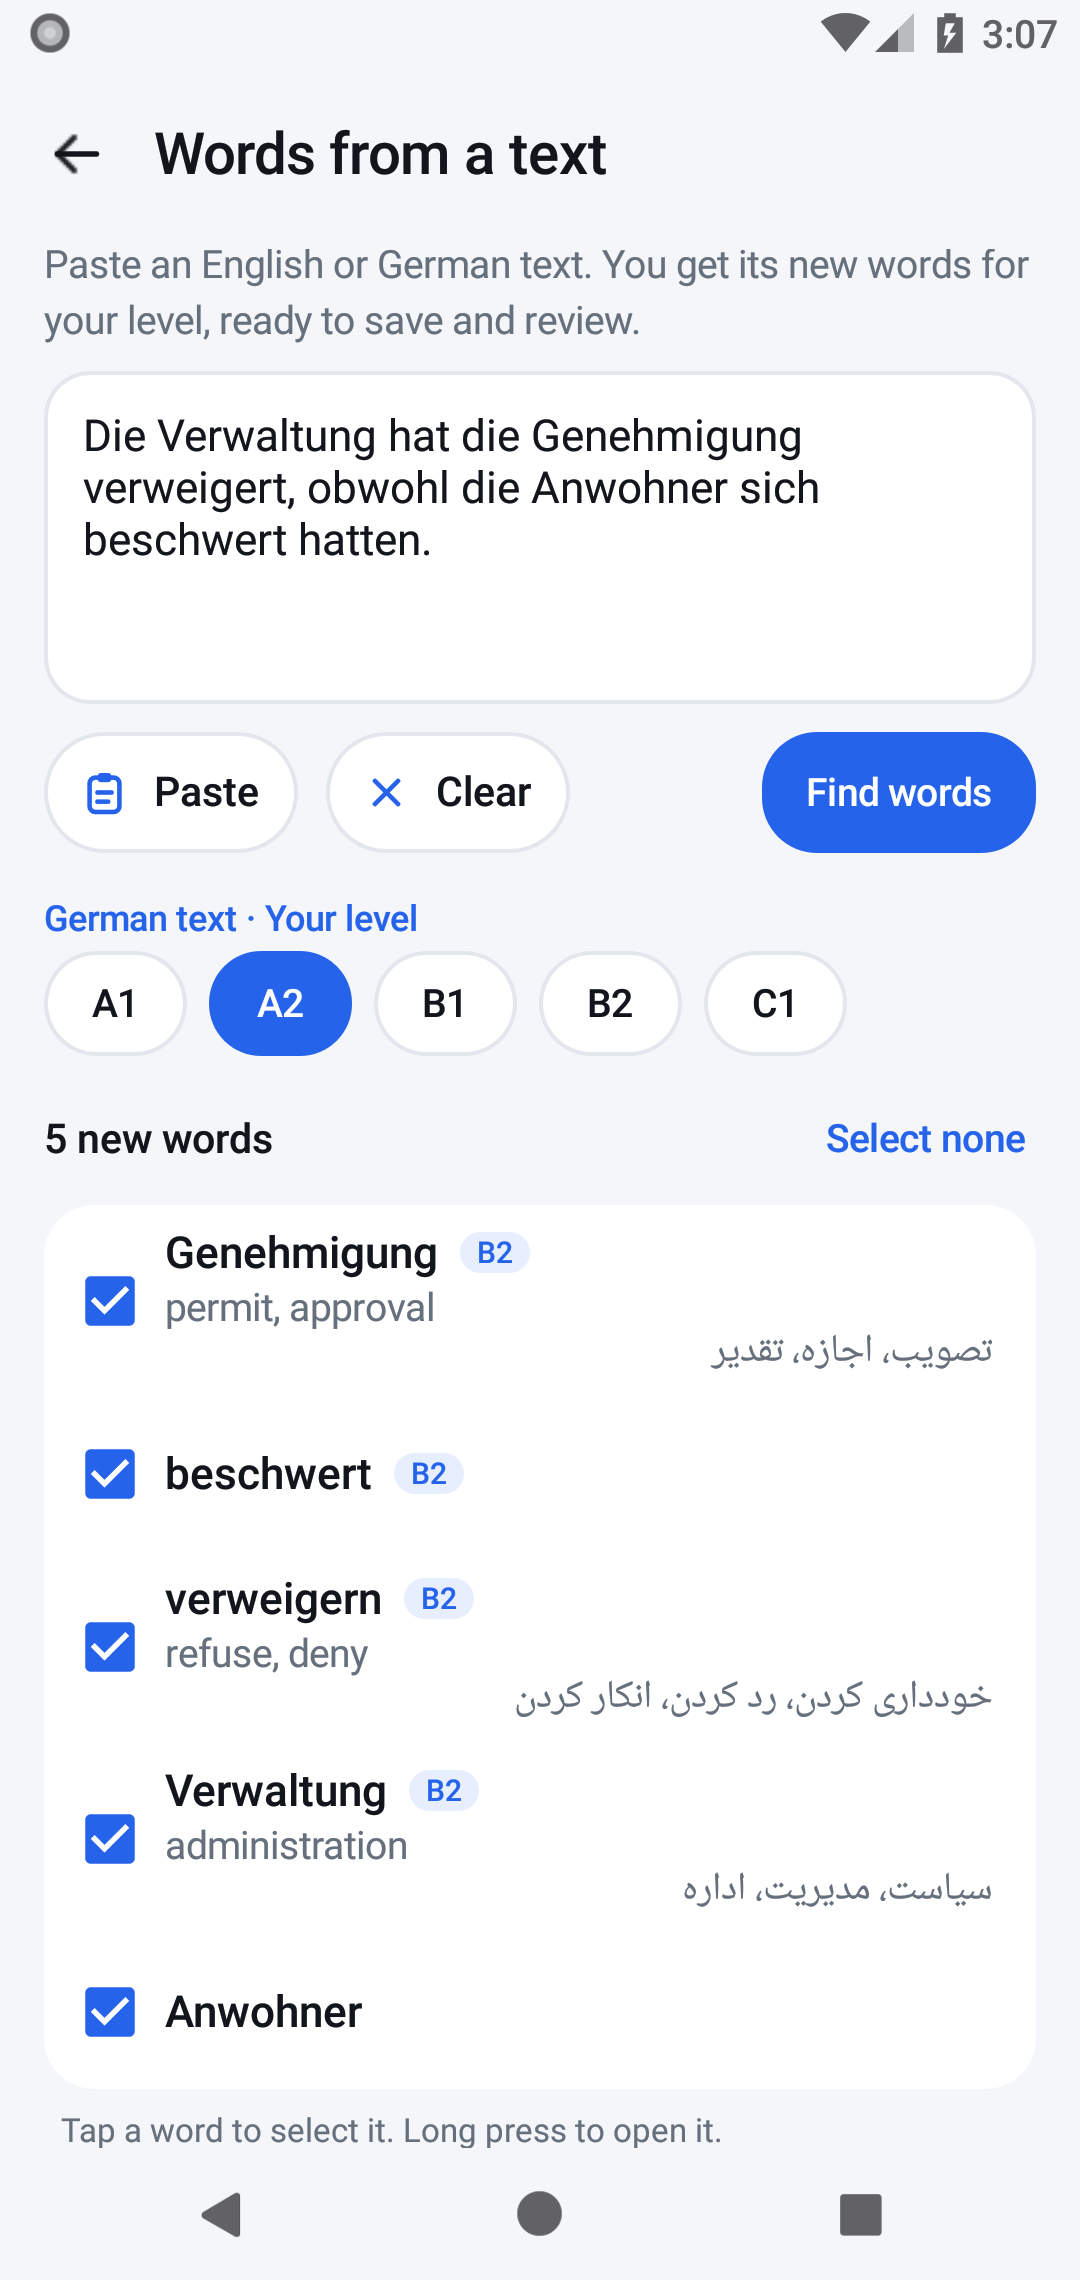 3:07
Words from a text
Paste an English or German text. You get its new words for
your level, ready to save and review.
Die Verwaltung hat die Genehmigung
verweigert, obwohl die Anwohner sich
beschwert hatten.
Paste
Clear
Find words
German text · Your level
A1
A2
B1
B2
C1
5 new words
Select none
Genehmigung B2
permit, approval
تصویب، اجازه، تقدیر
beschwert B2
verweigern B2
refuse, deny
خودداری کردن، رد کردن، انکار کردن
Verwaltung B2
administration
سیاست، مدیریت، اداره
Anwohner
Tap a word to select it. Long press to open it.